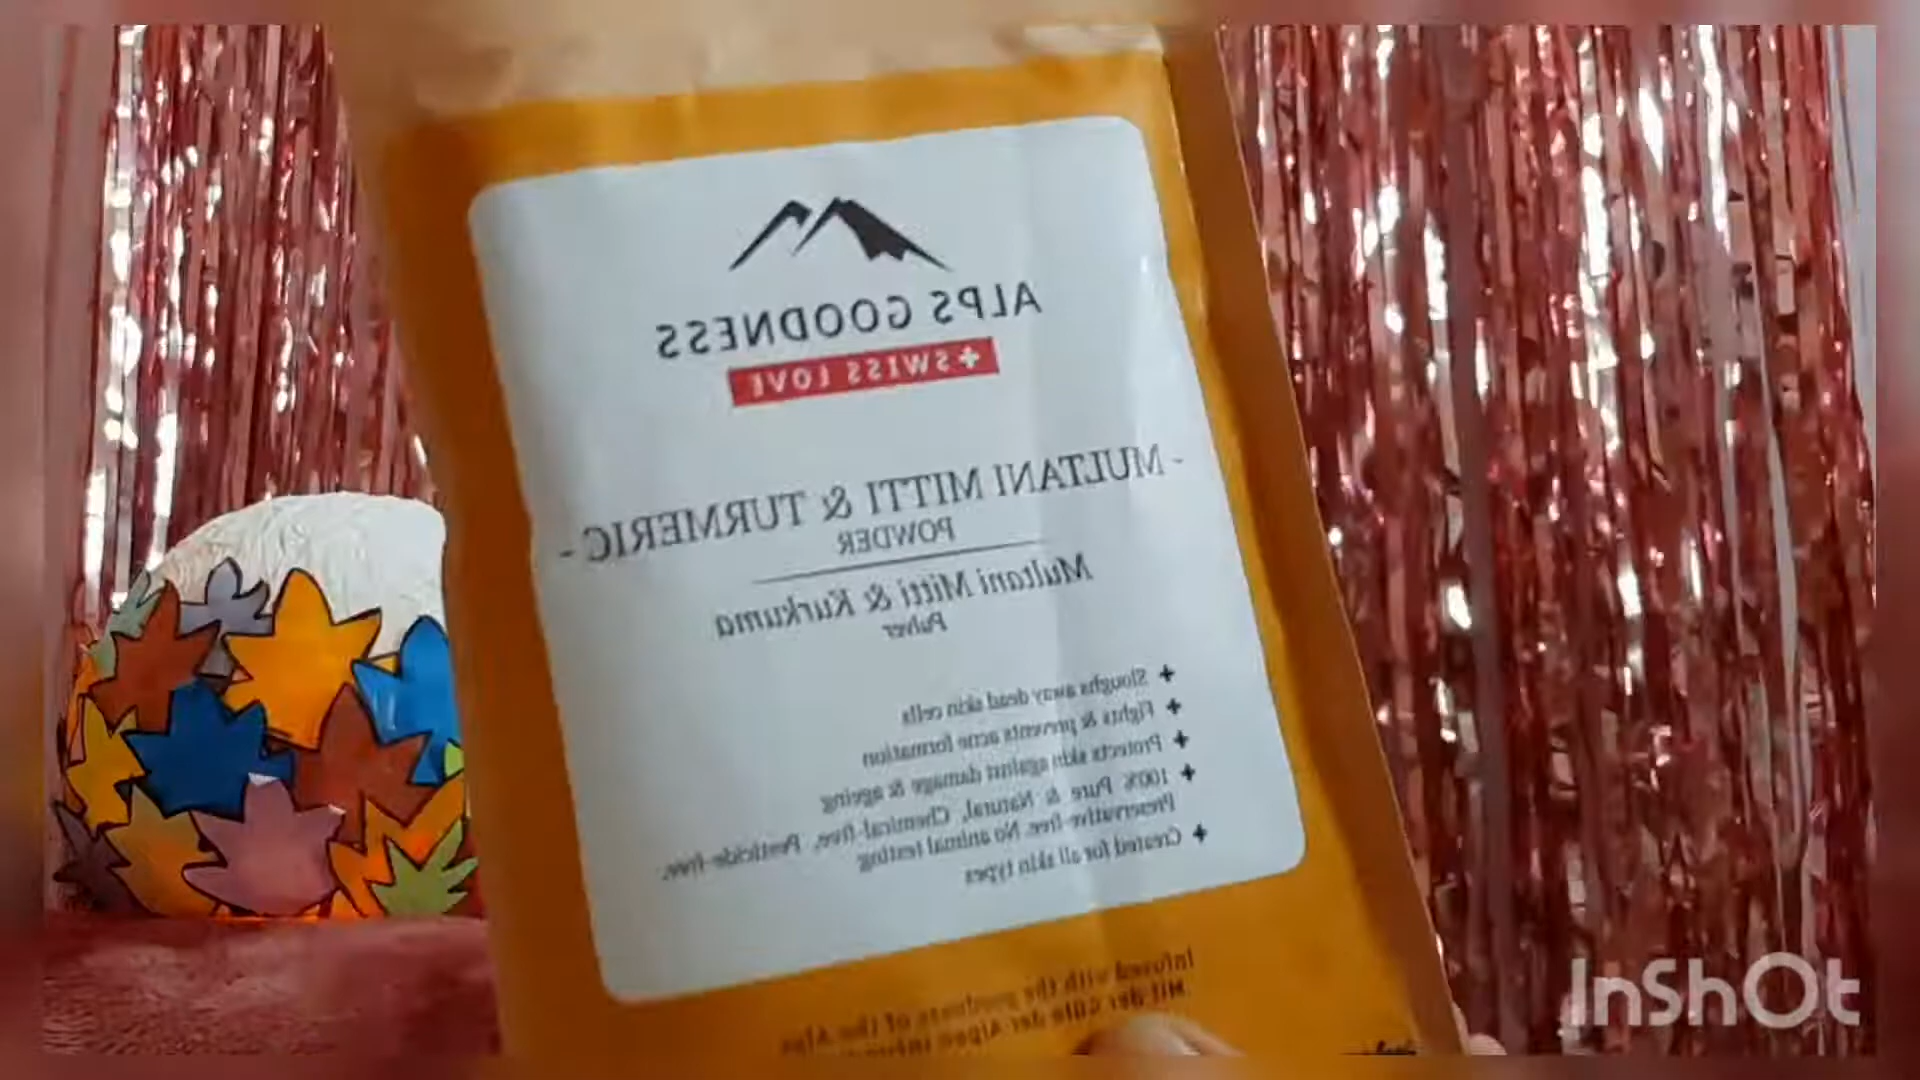 ALPS GOODNESS
+SWISS LOVE
- MULTANI MITTI & TURMERIC -
POWDER
Multani Mitti & Kurkuma
Pulver
+ Sloughs away dead skin cells
+ Fights & prevents acne formation
+ Protects skin against damage & ageing
+ 100% Pure & Natural, Chemical-free, Pesticide-free,
Preservative-free. No animal testing
+ Created for all skin types
Infused with the goodness of the Alps
Mit der Güte der Alpen
InShOt